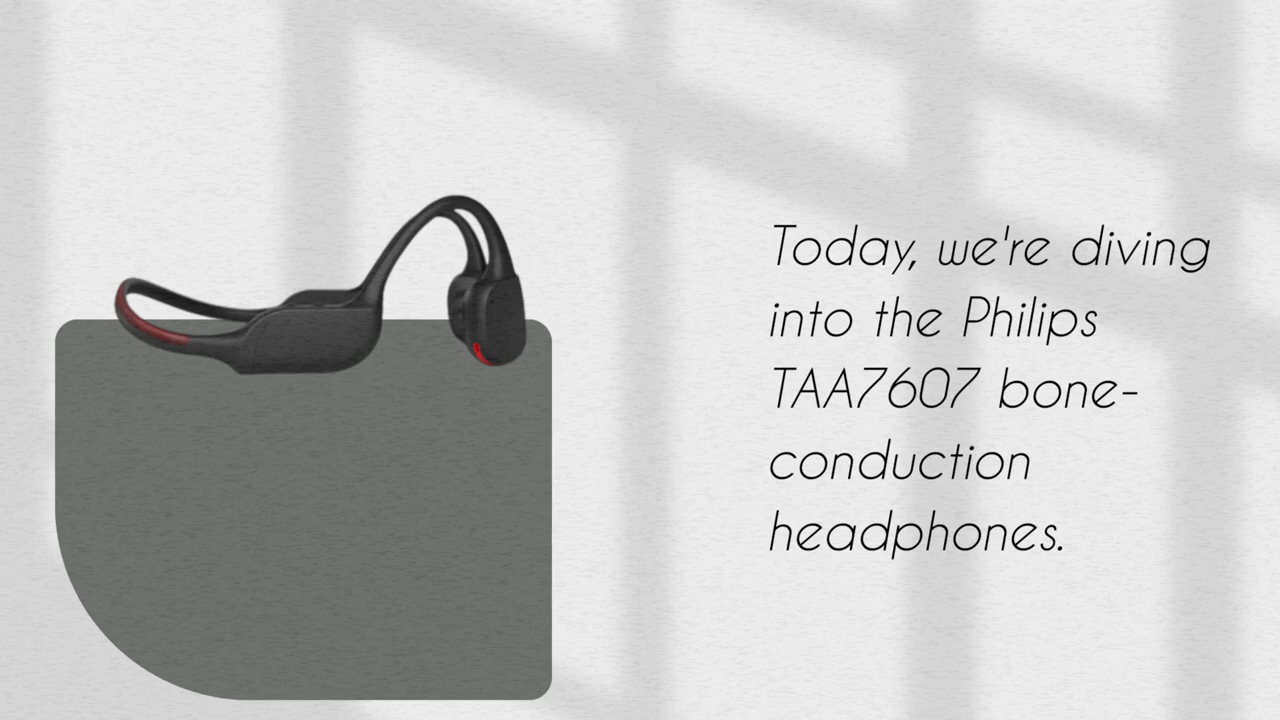 Today, we're diving
into the Philips
TAA7607 bone-
conduction
headphones.